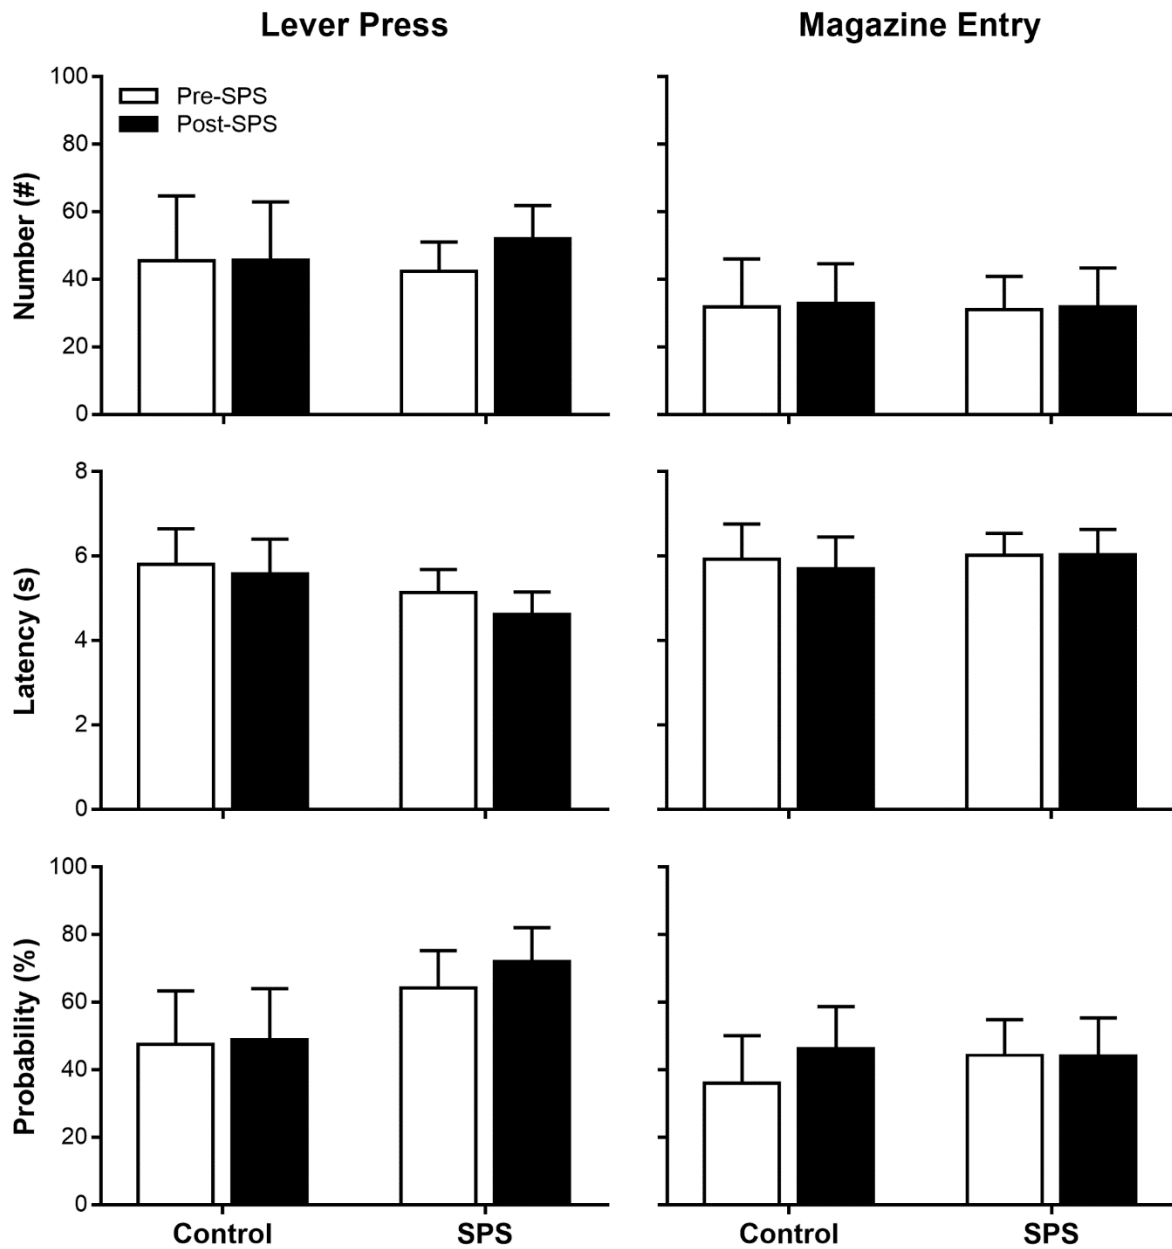 Lever Press
Magazine Entry
Number (#)
100
80
60
40
20
0
Pre-SPS
Post-SPS
Latency (s)
8
6
4
2
0
Probability (%)
100
80
60
40
20
0
Control
SPS
Control
SPS